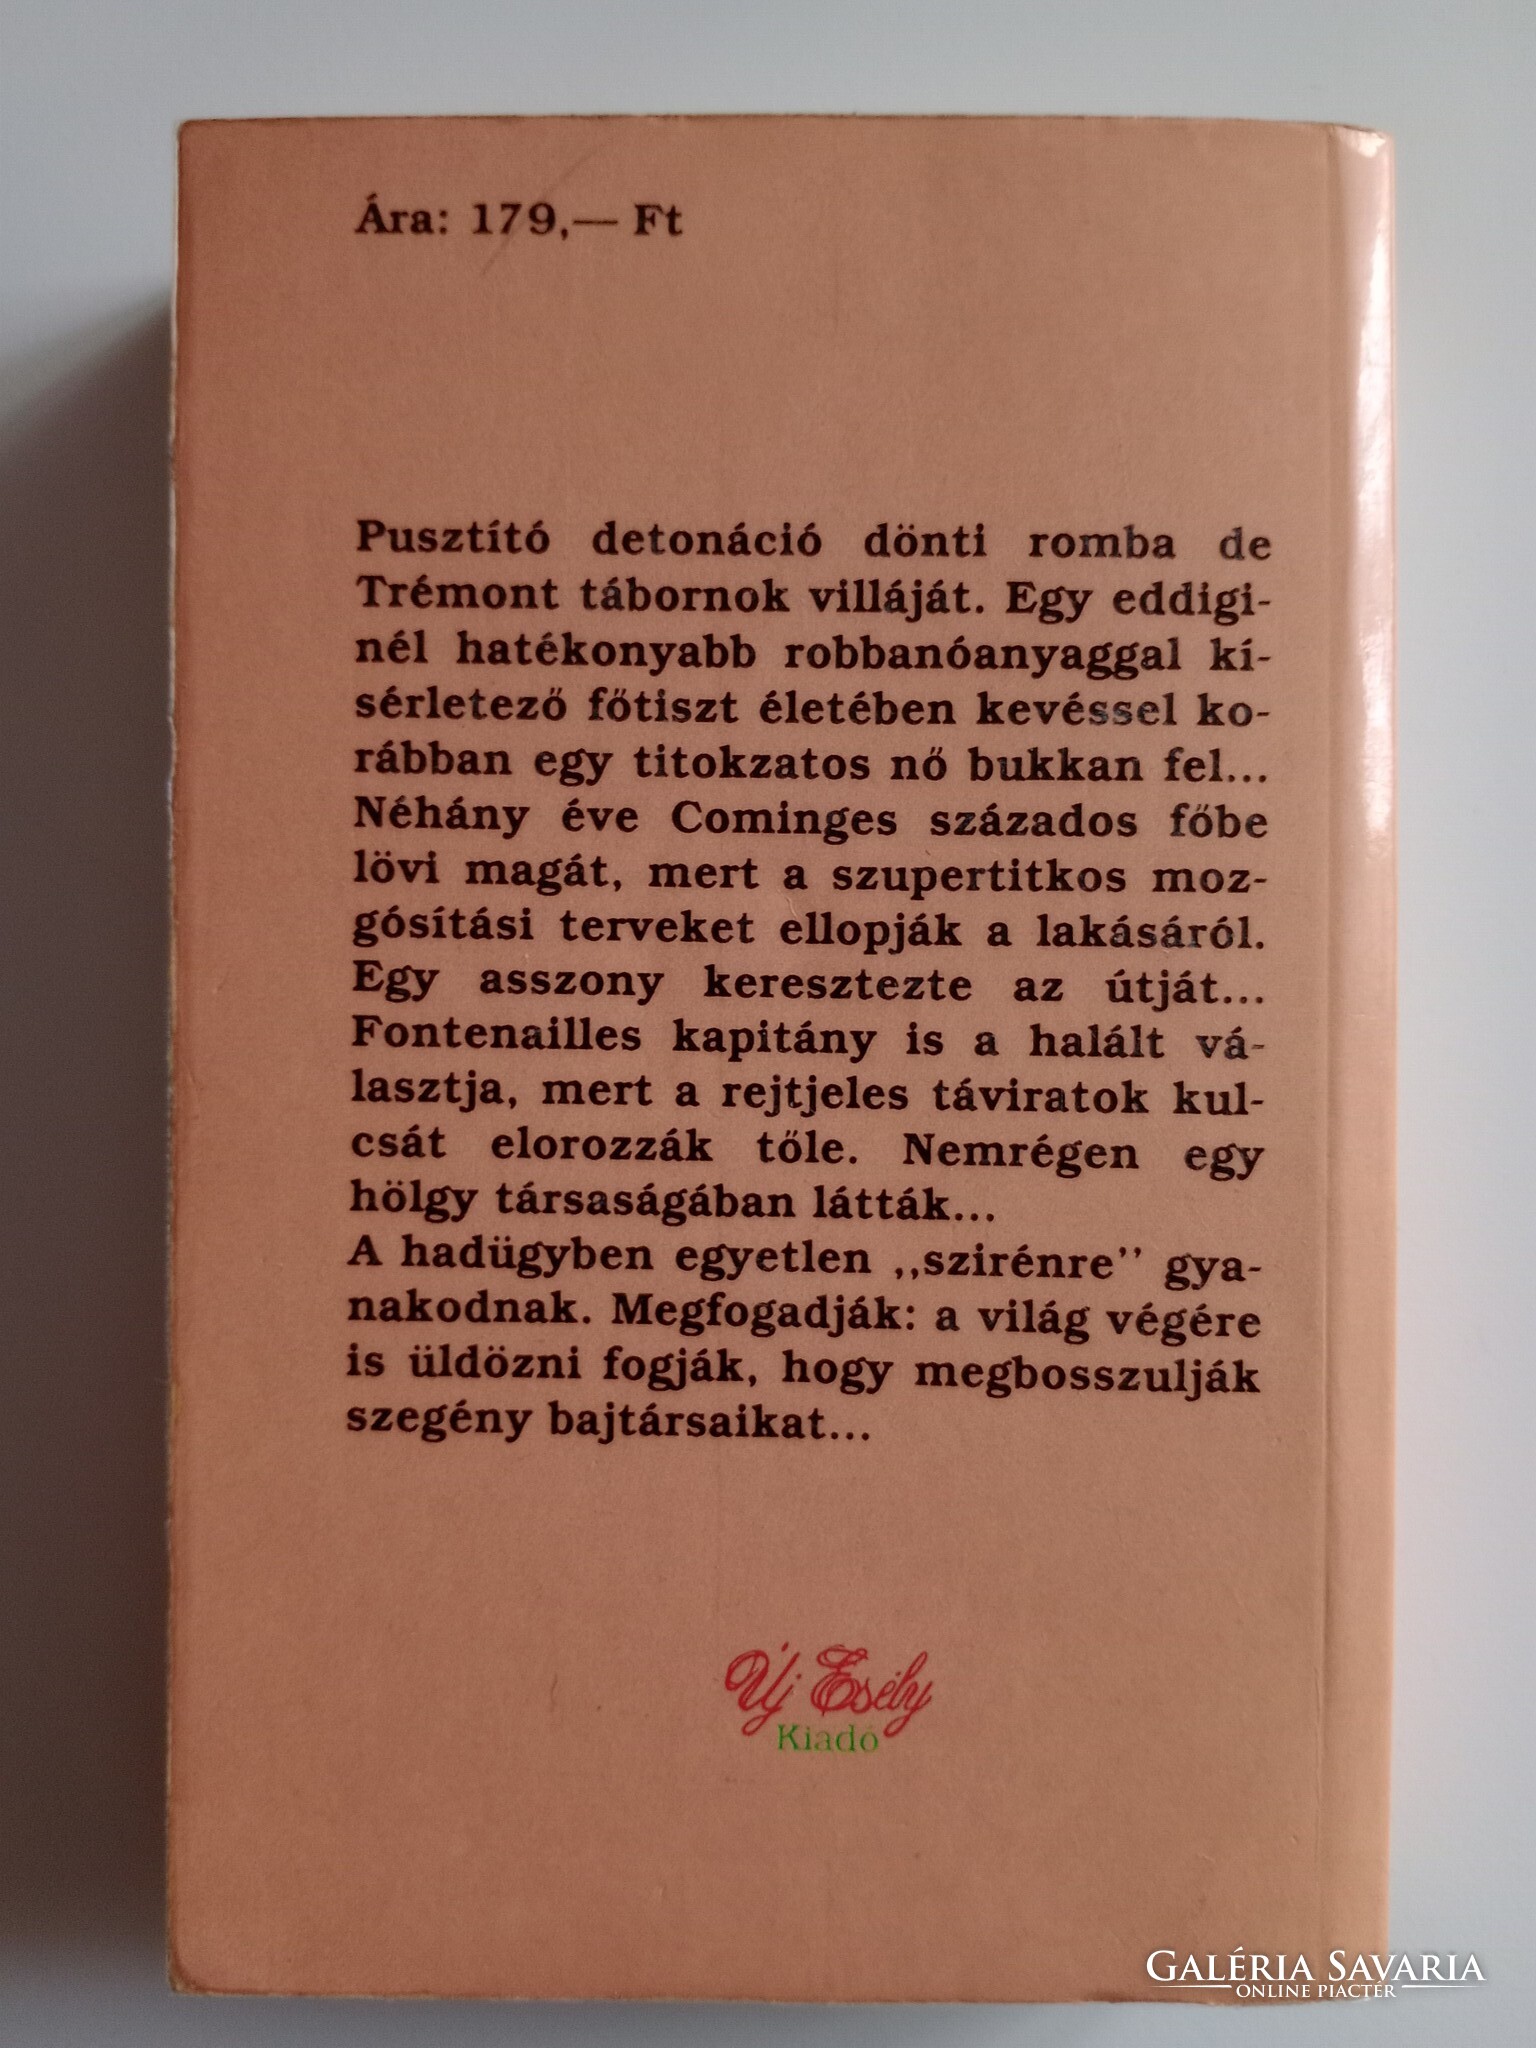 Ára: 179,— Ft
Pusztító detonáció dönti romba de
Trémont tábornok villáját. Egy eddigi-
nél hatékonyabb robbanóanyaggal kí-
sérletező főtiszt életében kevéssel ko-
rábban egy titokzatos nő bukkan fel...
Néhány éve Cominges százados főbe
lövi magát, mert a szupertitkos moz-
gósítási terveket ellopják a lakásáról.
Egy asszony keresztezte az útját...
Fontenailles kapitány is a halált vá-
lasztja, mert a rejtjeles táviratok kul-
csát elorozzák tőle. Nemrégen egy
hölgy társaságában látták...
A hadügyben egyetlen ,,szirénre" gya-
nakodnak. Megfogadják: a világ végére
is üldözni fogják, hogy megbosszulják
szegény bajtársaikat...
Új Esély
Kiadó
GALÉRIA SAVARIA
ONLINE PIACTÉR